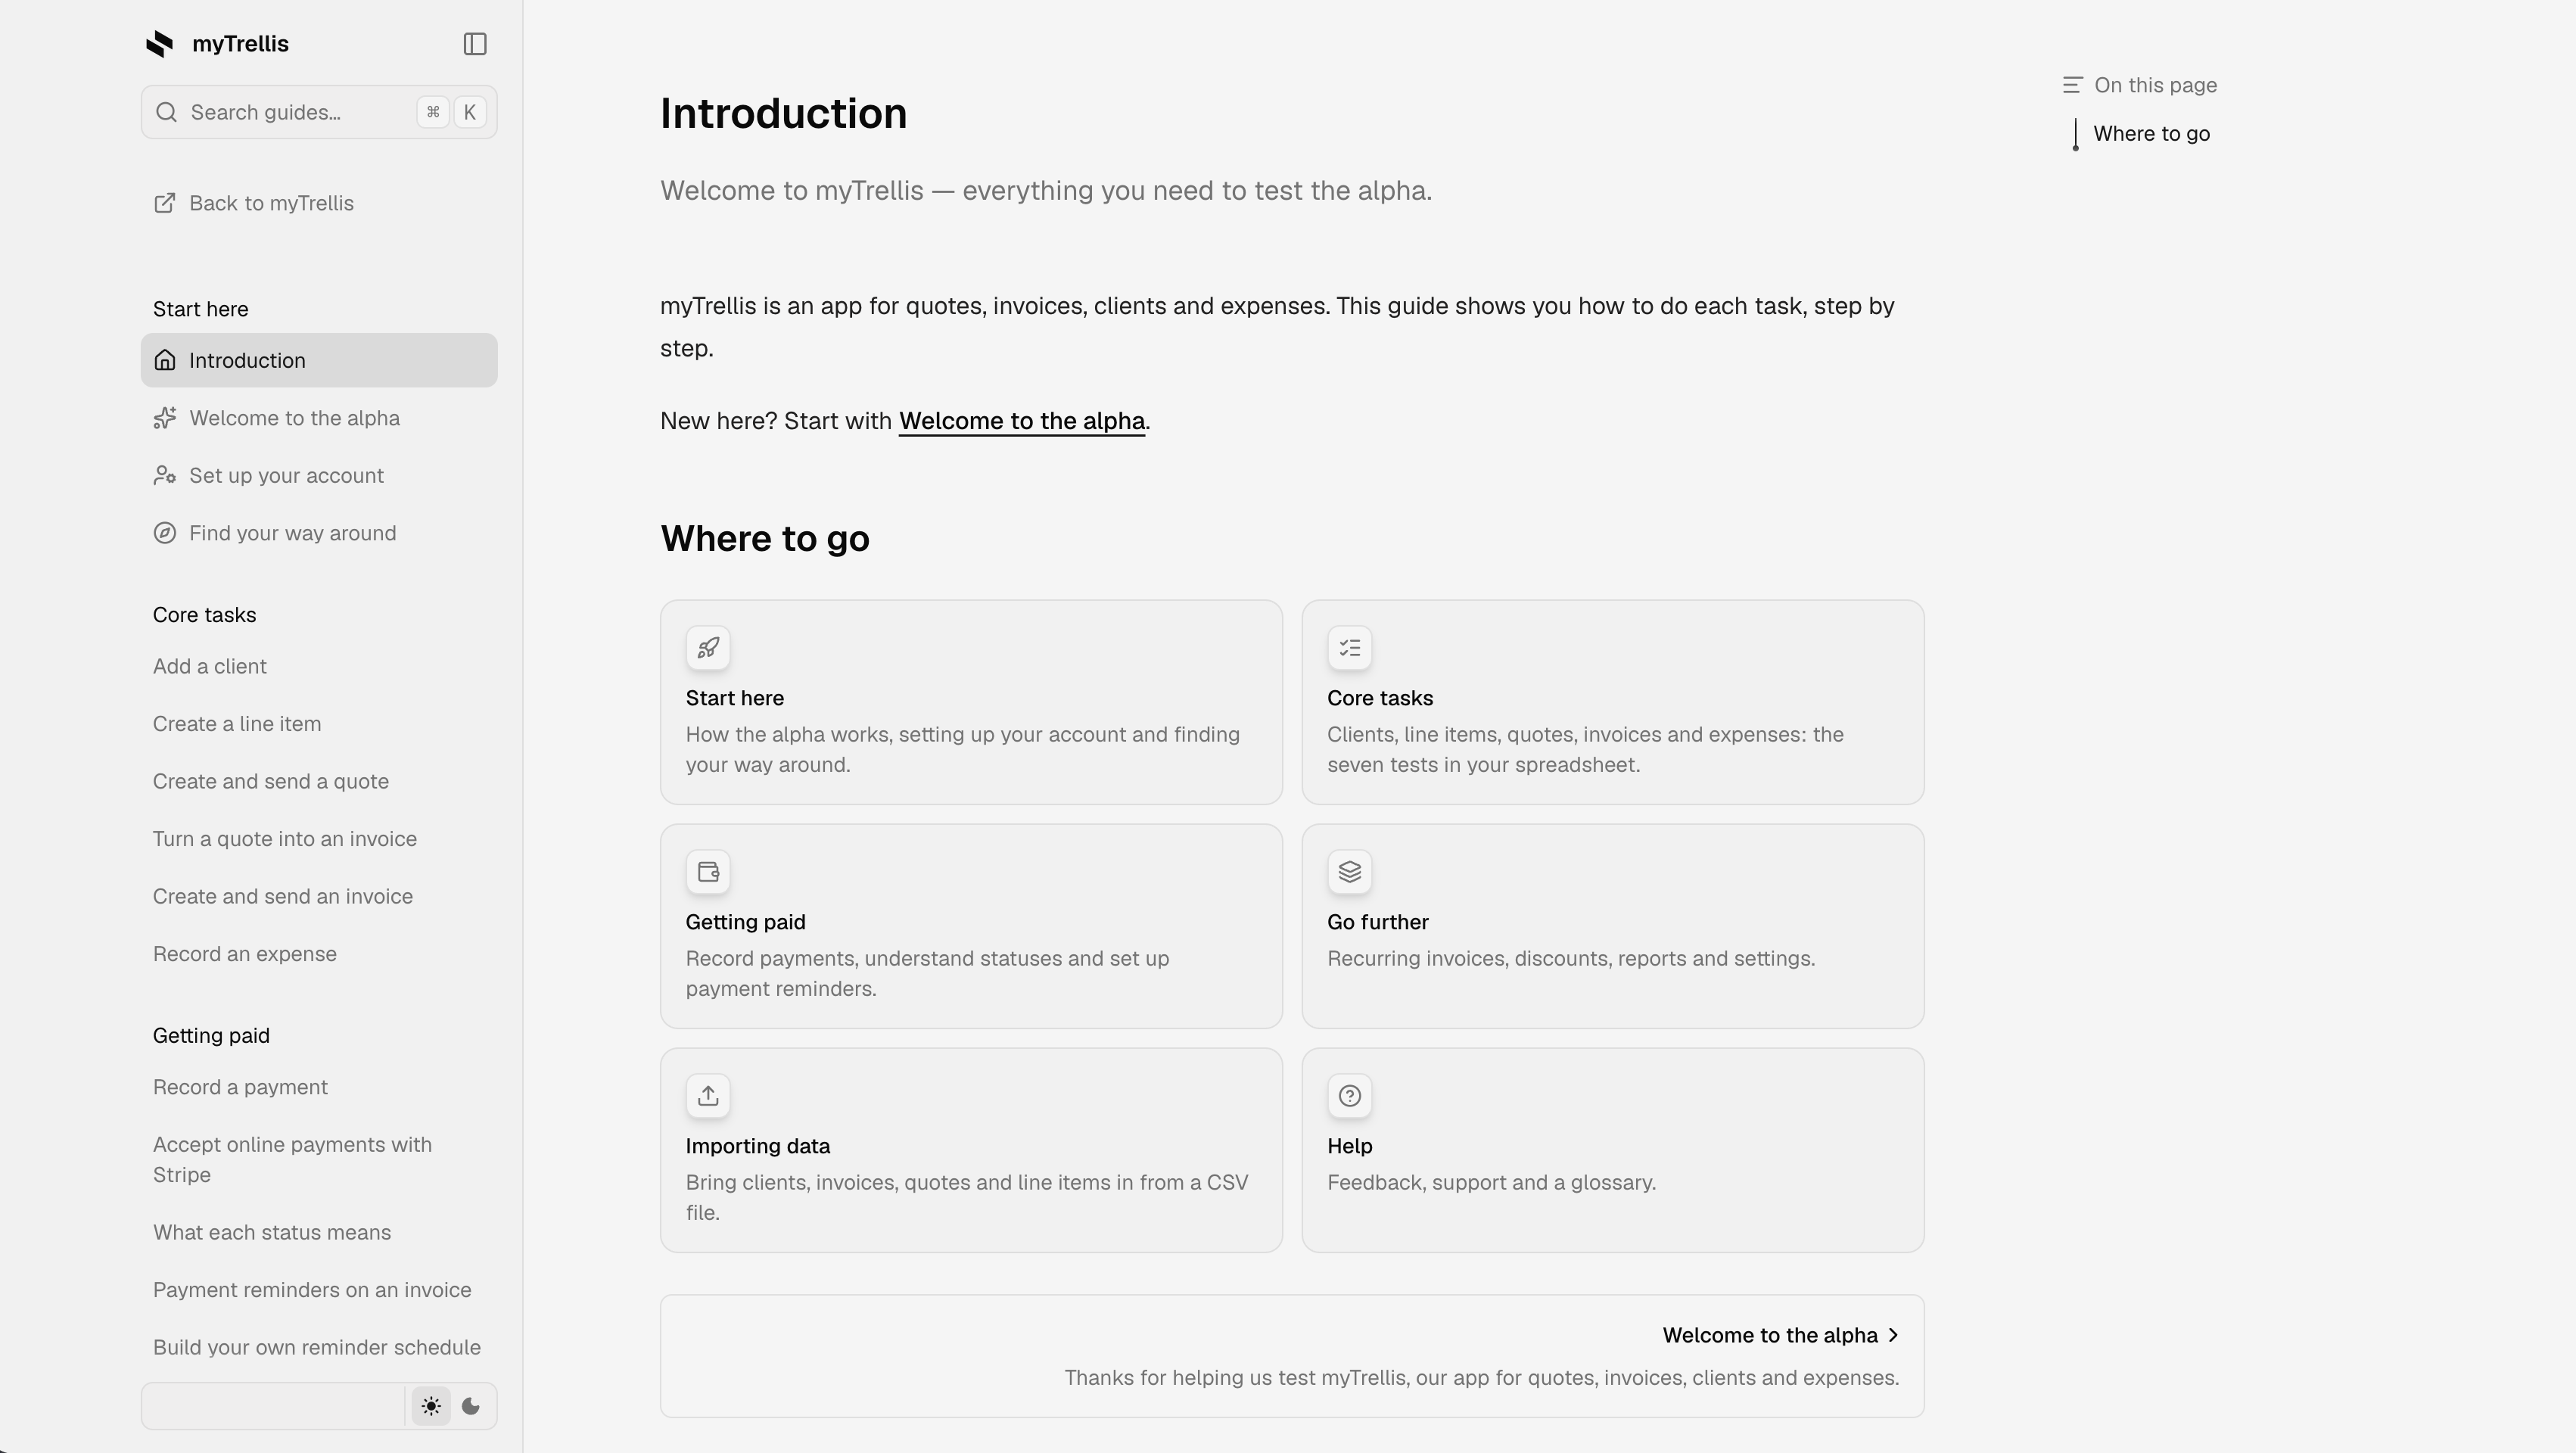 myTrellis
Search guides...
⌘ K
Back to myTrellis
Start here
Introduction
Welcome to the alpha
Set up your account
Find your way around
Core tasks
Add a client
Create a line item
Create and send a quote
Turn a quote into an invoice
Create and send an invoice
Record an expense
Getting paid
Record a payment
Accept online payments with
Stripe
What each status means
Payment reminders on an invoice
Build your own reminder schedule
Introduction
Welcome to myTrellis — everything you need to test the alpha.
myTrellis is an app for quotes, invoices, clients and expenses. This guide shows you how to do each task, step by
step.
New here? Start with Welcome to the alpha.
Where to go
Start here
How the alpha works, setting up your account and finding
your way around.
Core tasks
Clients, line items, quotes, invoices and expenses: the
seven tests in your spreadsheet.
Getting paid
Record payments, understand statuses and set up
payment reminders.
Go further
Recurring invoices, discounts, reports and settings.
Importing data
Bring clients, invoices, quotes and line items in from a CSV
file.
Help
Feedback, support and a glossary.
Welcome to the alpha
Thanks for helping us test myTrellis, our app for quotes, invoices, clients and expenses.
On this page
Where to go